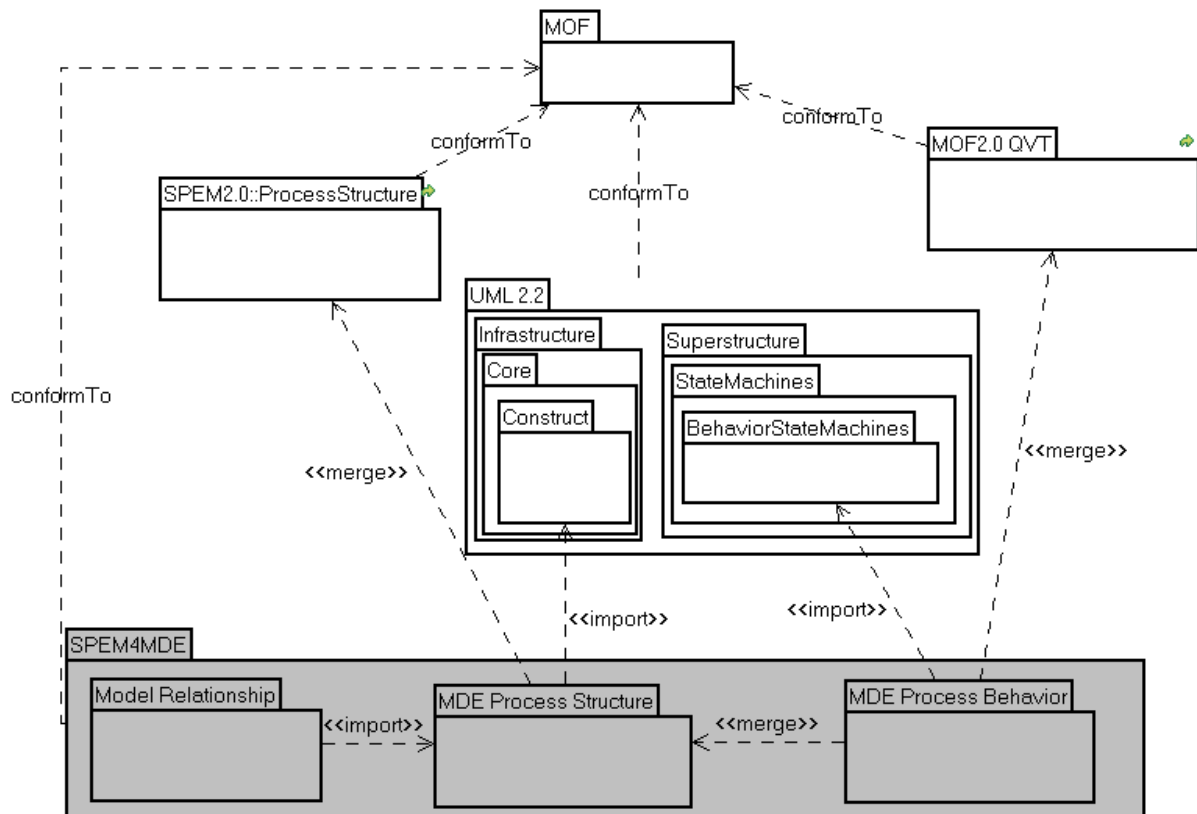 MOF
conformTo
conformTo
MOF2.0 QVT
SPEM2.0::ProcessStructure
conformTo
UML 2.2
Infrastructure
Superstructure
Core
StateMachines
conformTo
Construct
BehaviorStateMachines
<<merge>>
<<merge>>
<<import>>
<<import>>
SPEM4MDE
Model Relationship
MDE Process Structure
MDE Process Behavior
<<import>>
<<merge>>